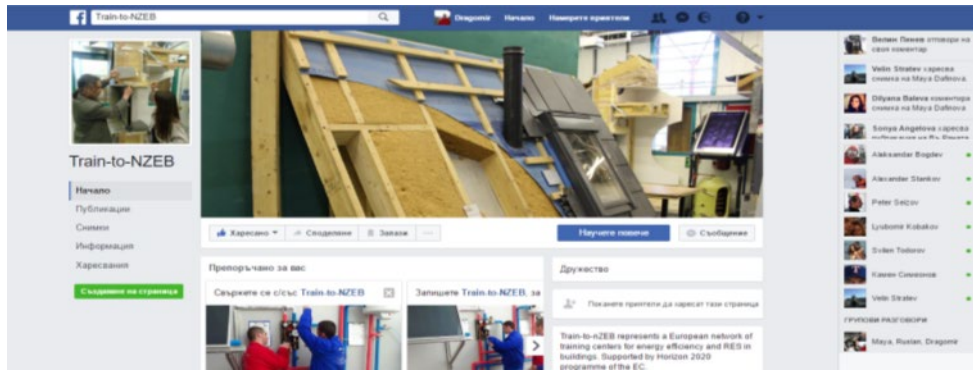 Train-to-NZEB
Dragomir Начало Намерете приятели
Train-to-NZEB
Начало
Публикации
Снимки
Информация
Харесвания
Създаване на страница
Харесано Споделяне Запази ...
Научете повече Съобщение
Препоръчано за вас
Свържете се с/със Train-to-NZEB
Запишете Train-to-NZEB, за
Дружество
Поканете приятели да харесат тази страница
Train-to-nZEB represents a European network of
training centers for energy efficiency and RES in
buildings. Supported by Horizon 2020
programme of the EC.
Велин Пенев отговори на
своя коментар
Velin Stratev хареса
снимка на Maya Dafinova.
Dilyana Baleva коментира
снимка на Maya Dafinova
Sonya Angelova хареса
публикация на
Aleksandar Bogdev
Alexander Stankov
Peter Seizov
Lyubomir Kobakov
Svilen Todorov
Камен Симеонов
Velin Stratev
ГРУПОВИ РАЗГОВОРИ
Maya, Ruslan, Dragomir